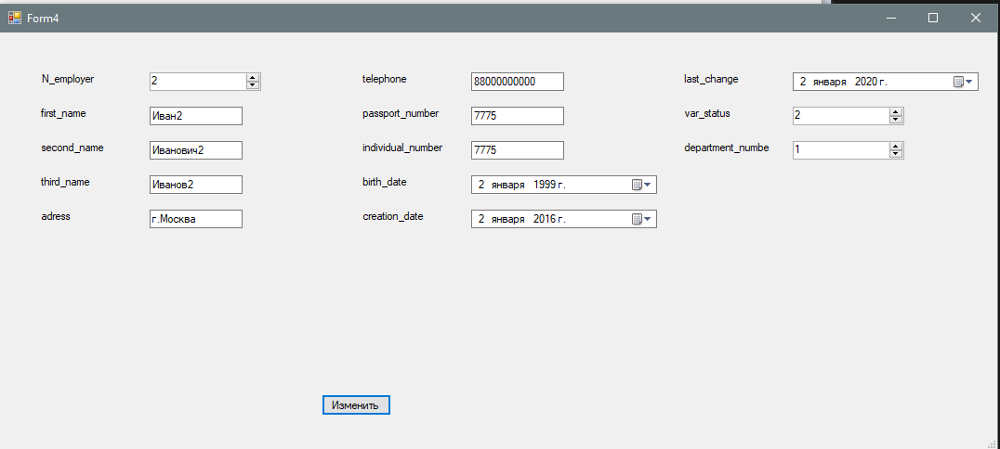 Form4
N_employer 2 telephone 88000000000 last_change 2 января 2020 г.
first_name Иван2 passport_number 7775 var_status 2
second_name Иванович2 individual_number 7775 department_numbe 1
third_name Иванов2 birth_date 2 января 1999 г.
adress г.Москва creation_date 2 января 2016 г.
Изменить